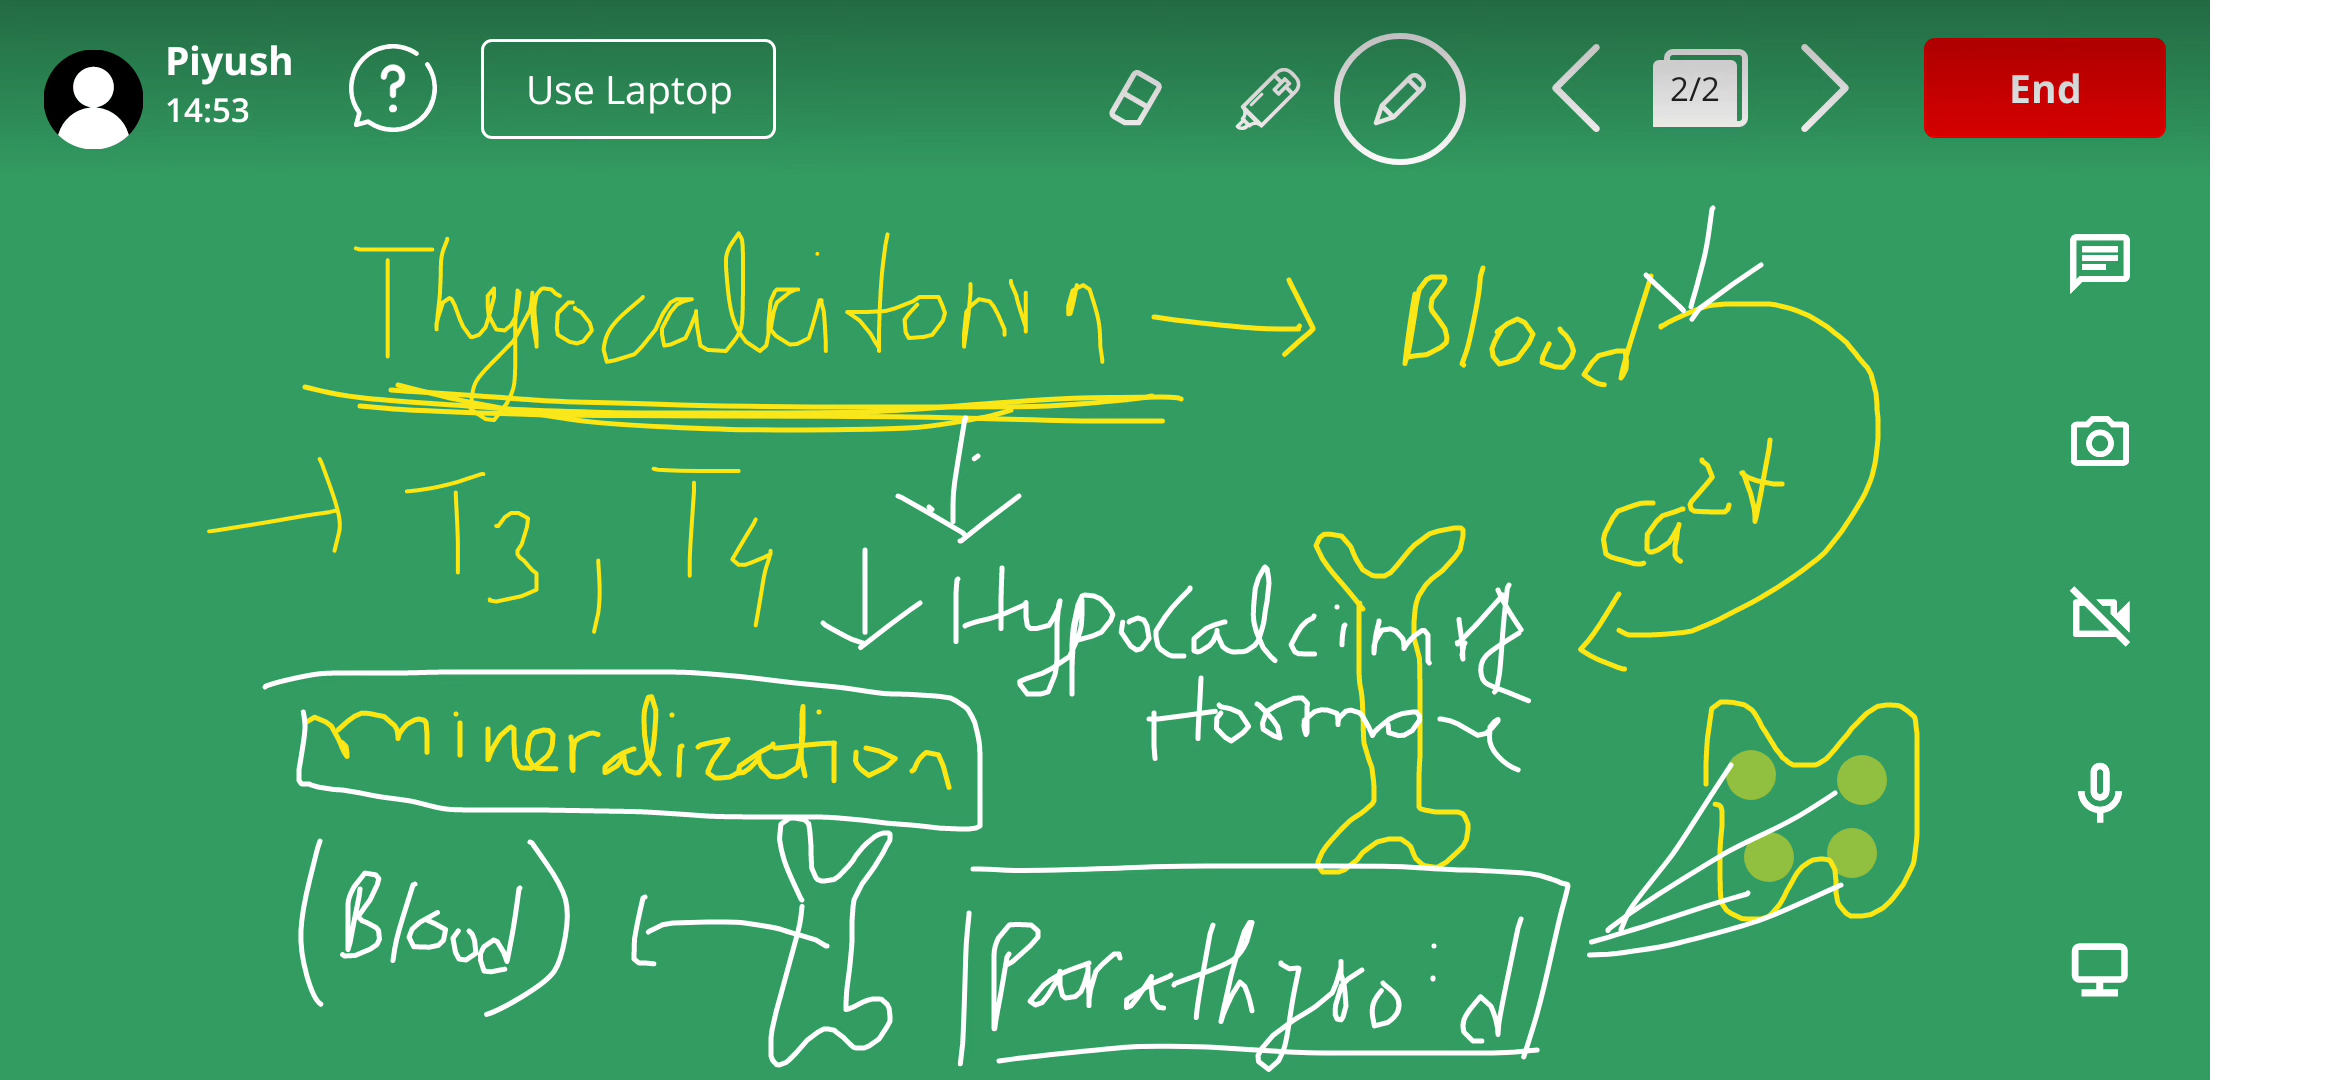 Piyush
14:53
?
Use Laptop
2/2
End
Thyrocalcitonin → Blood
→ T3, T4
Ca2+
Hypocalcimic
Hormone
mineralization
(Blood)
Parathyroid